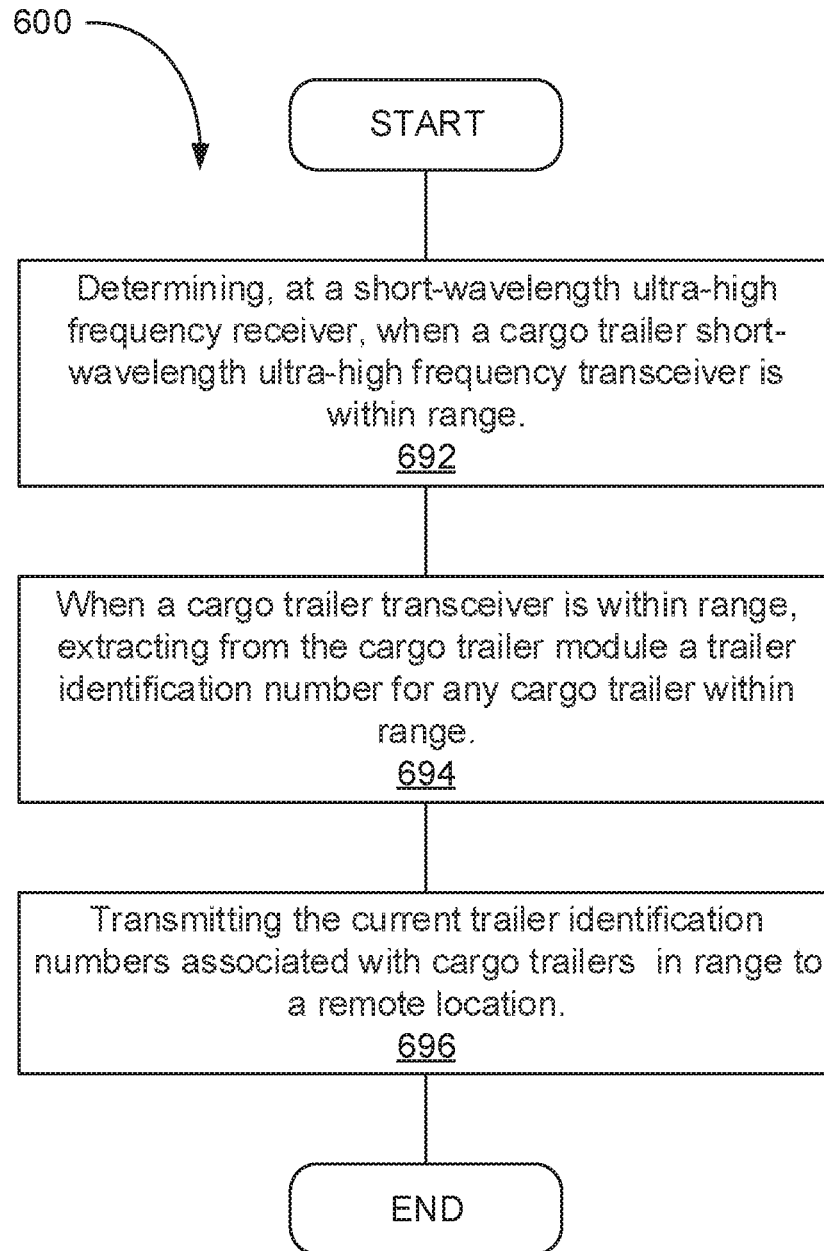 600
START
Determining, at a short-wavelength ultra-high
frequency receiver, when a cargo trailer short-
wavelength ultra-high frequency transceiver is
within range.
692
When a cargo trailer transceiver is within range,
extracting from the cargo trailer module a trailer
identification number for any cargo trailer within
range.
694
Transmitting the current trailer identification
numbers associated with cargo trailers in range to
a remote location.
696
END